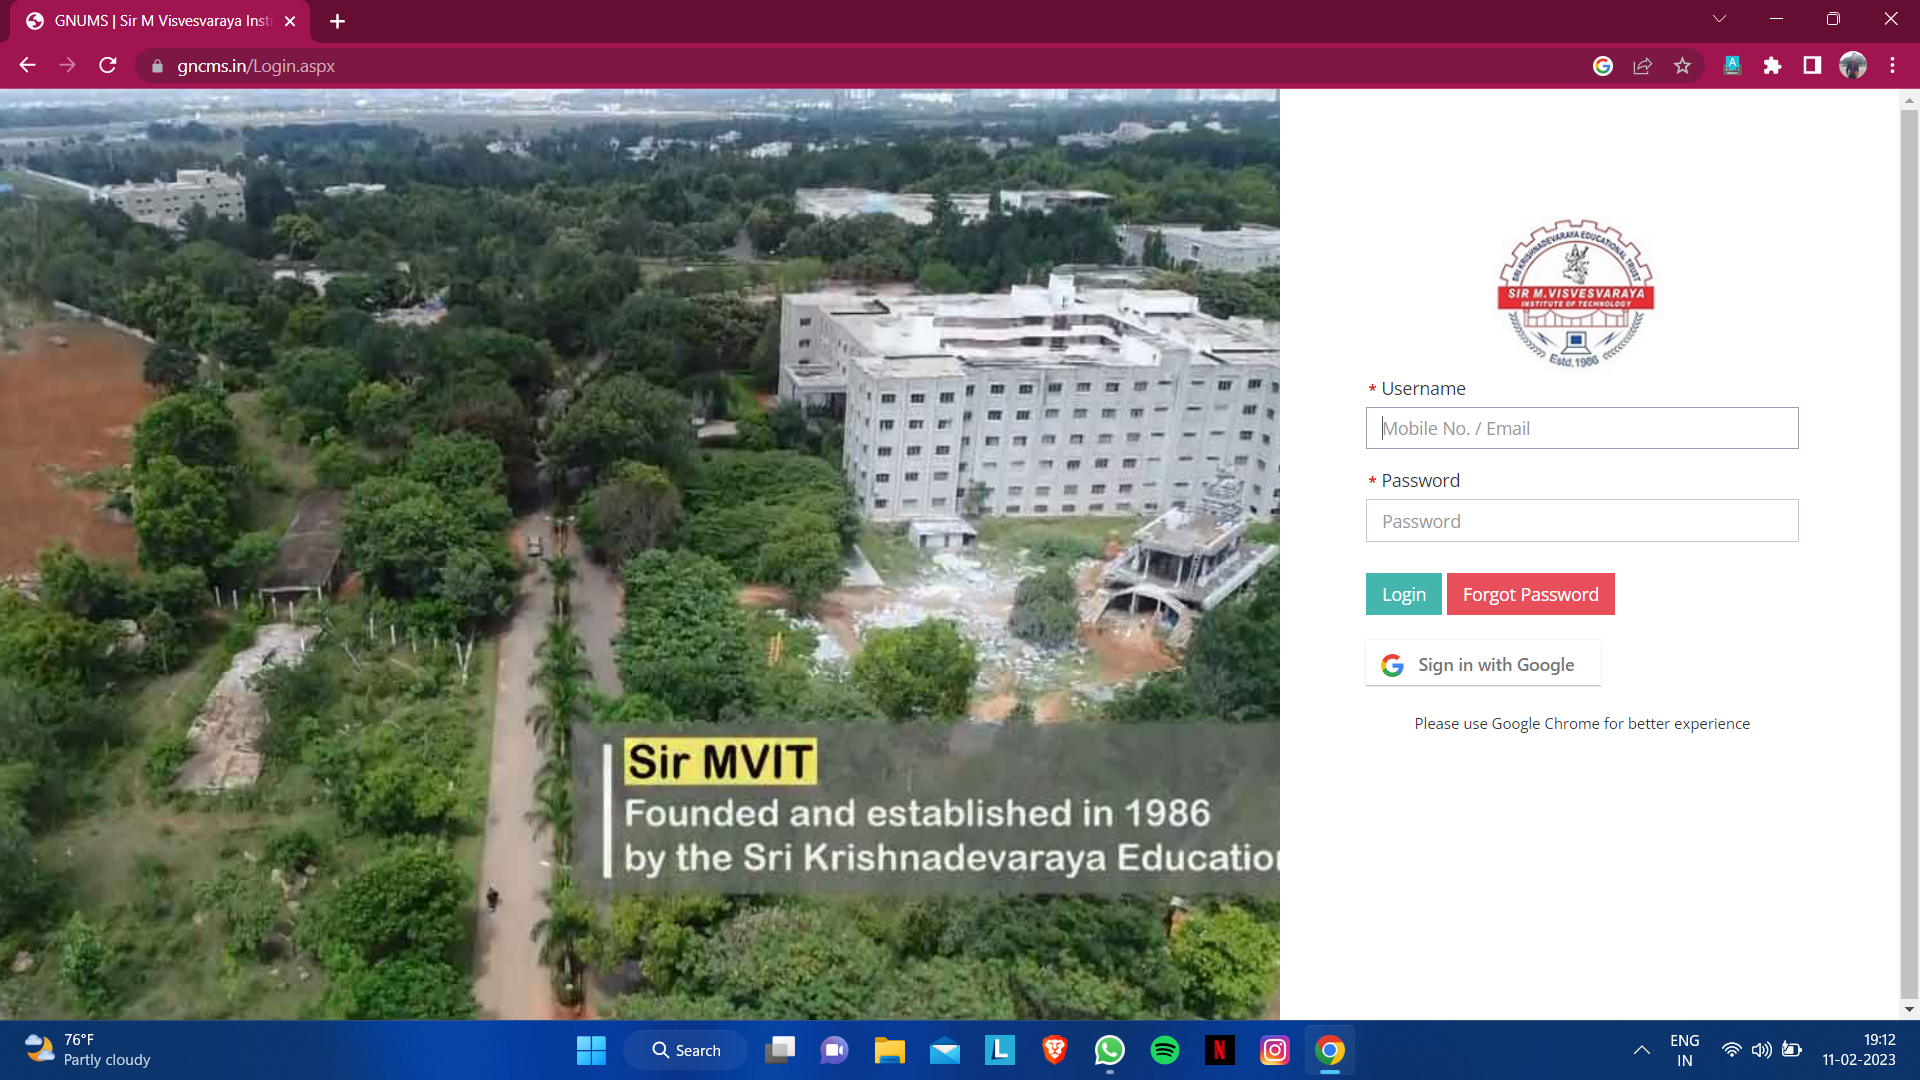 GNUMS | Sir M Visvesvaraya Insti
gncms.in/Login.aspx
SRI KRISHNADEVARAYA EDUCATIONAL TRUST
SIR M.VISVESVARAYA
INSTITUTE OF TECHNOLOGY
Estd.1986
* Username
Mobile No. / Email
* Password
Password
Login Forgot Password
Sign in with Google
Please use Google Chrome for better experience
Sir MVIT
Founded and established in 1986
by the Sri Krishnadevaraya Education
76°F
Partly cloudy
Search
L
N
ENG
IN
19:12
11-02-2023